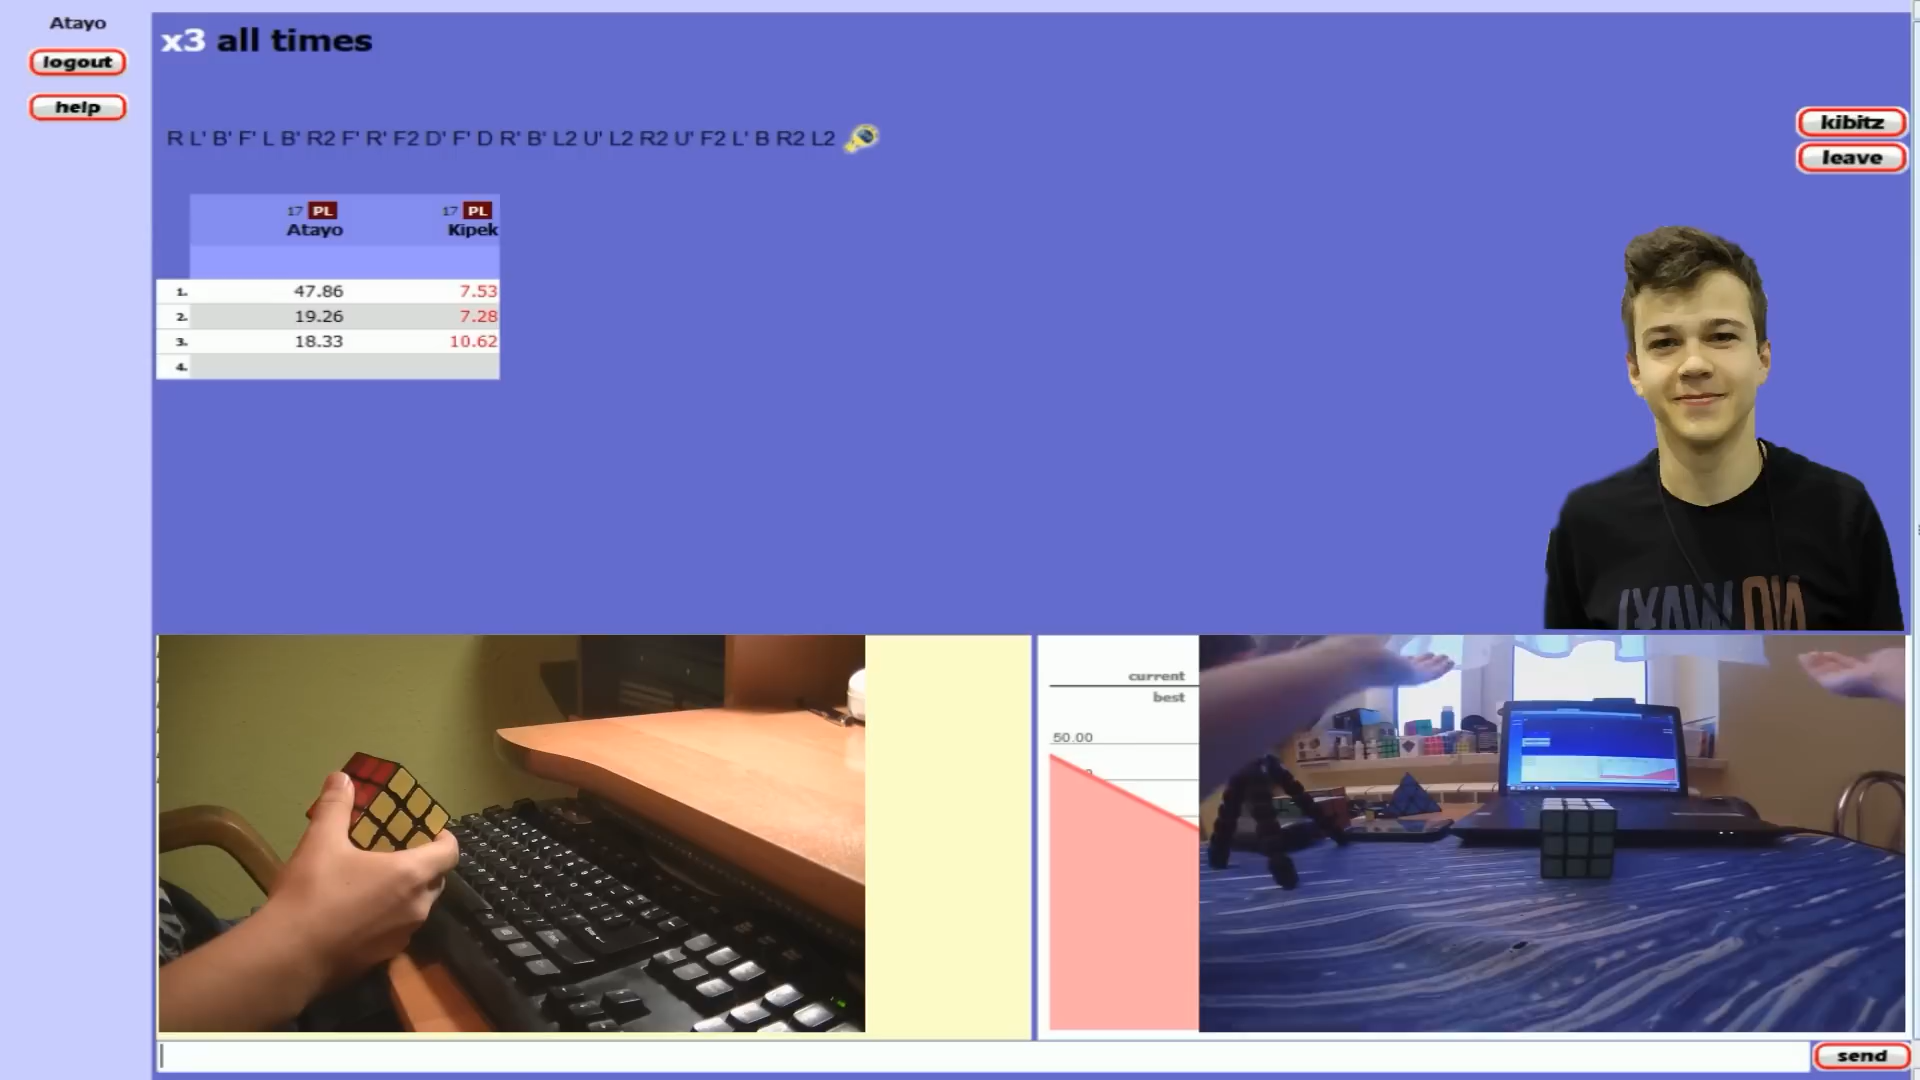 Atayo
logout
help
x3 all times
R L' B' F' L B' R2 F' R' F2 D' F' D R' B' L2 U' L2 R2 U' F2 L' B R2 L2
kibitz
leave
17 PL 17 PL
Atayo Kipek
1. 47.86 7.53
2. 19.26 7.28
3. 18.33 10.62
4.
current
best
50.00
send